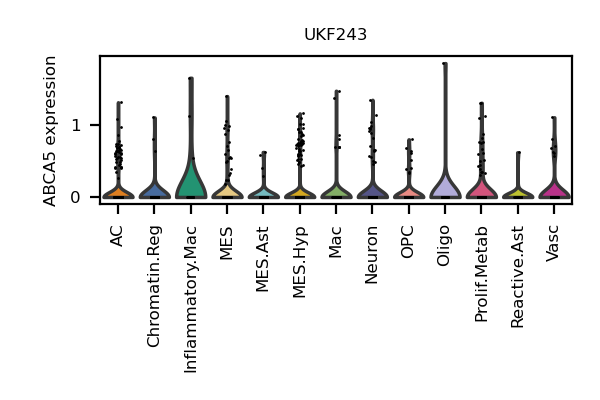 UKF243
ABCA5 expression
1
0
AC
Chromatin.Reg
Inflammatory.Mac
MES
MES.Ast
MES.Hyp
Mac
Neuron
OPC
Oligo
Prolif.Metab
Reactive.Ast
Vasc